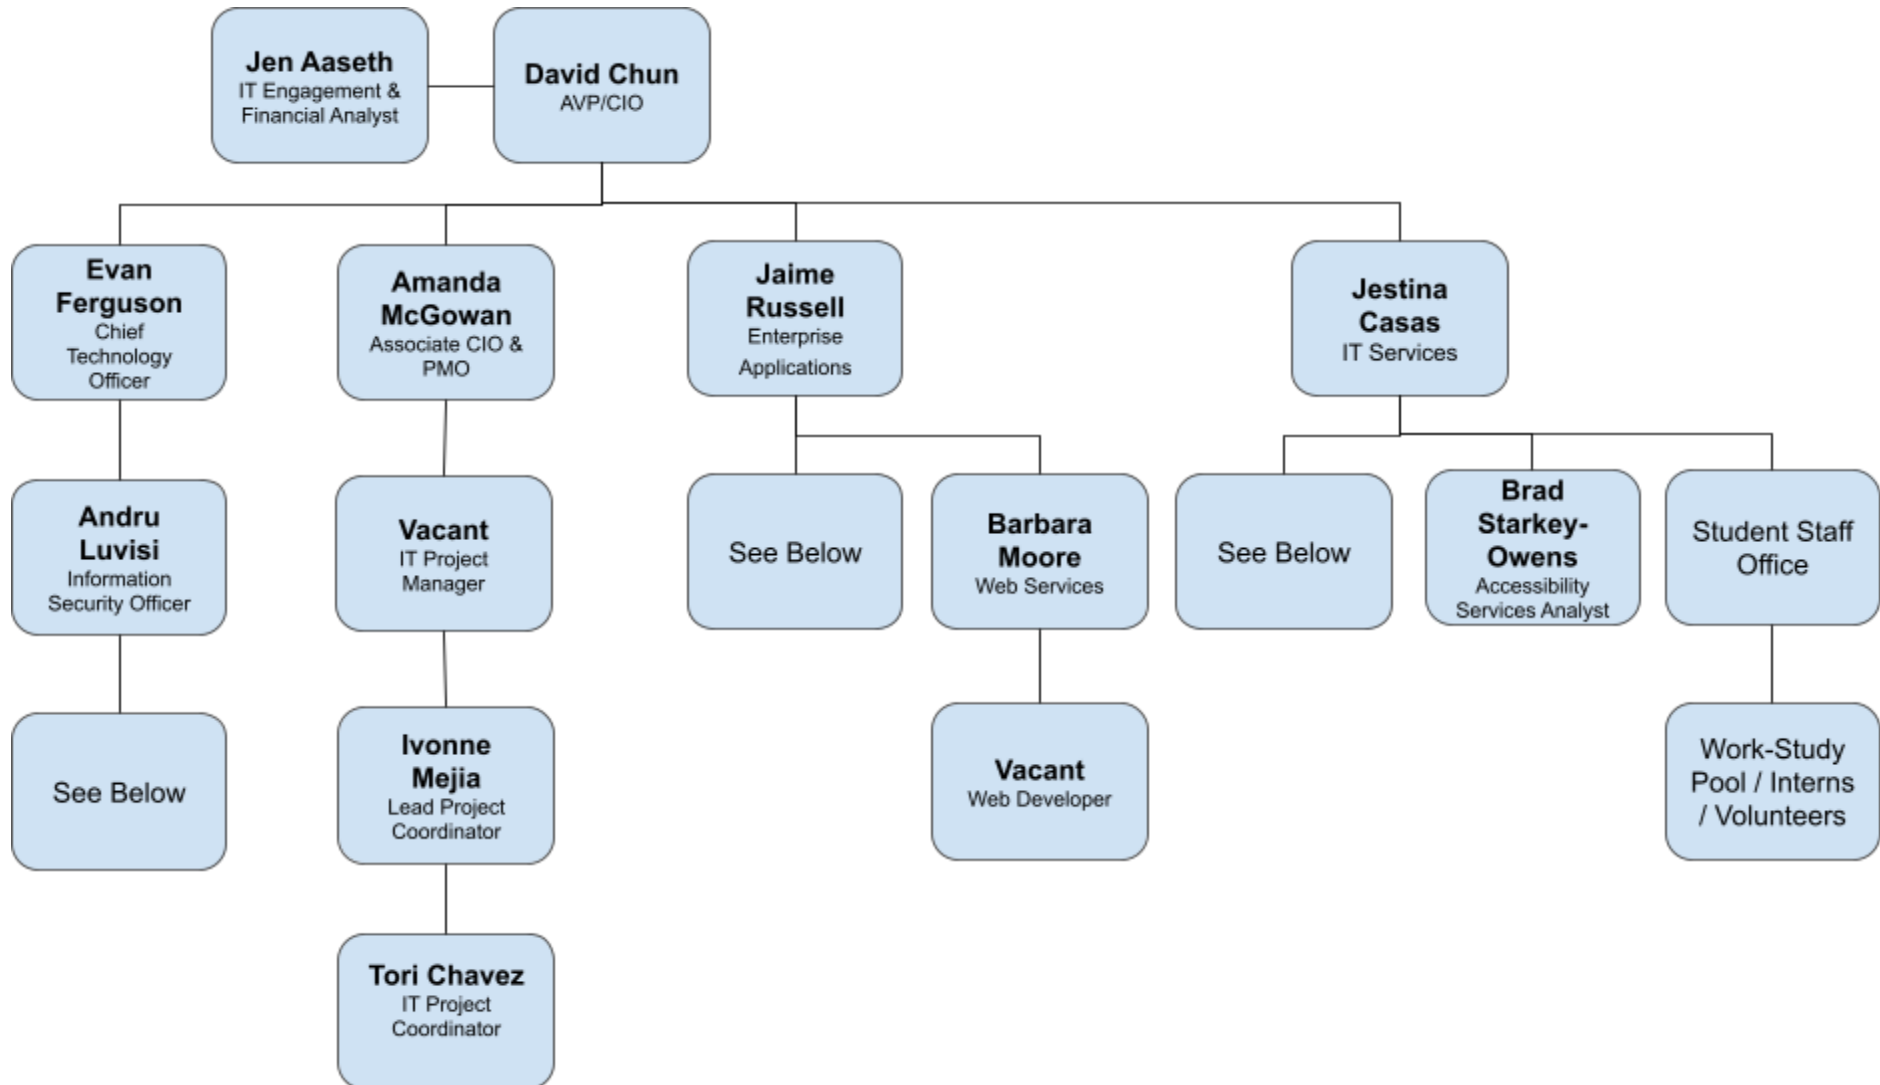 Jen Aaseth
IT Engagement &
Financial Analyst
David Chun
AVP/CIO
Evan
Ferguson
Chief
Technology
Officer
Amanda
McGowan
Associate CIO &
PMO
Jaime
Russell
Enterprise
Applications
Jestina
Casas
IT Services
Andru
Luvisi
Information
Security Officer
Vacant
IT Project
Manager
See Below
Barbara
Moore
Web Services
See Below
Brad
Starkey-
Owens
Accessibility
Services Analyst
Student Staff
Office
See Below
Ivonne
Mejia
Lead Project
Coordinator
Vacant
Web Developer
Work-Study
Pool / Interns
/ Volunteers
Tori Chavez
IT Project
Coordinator